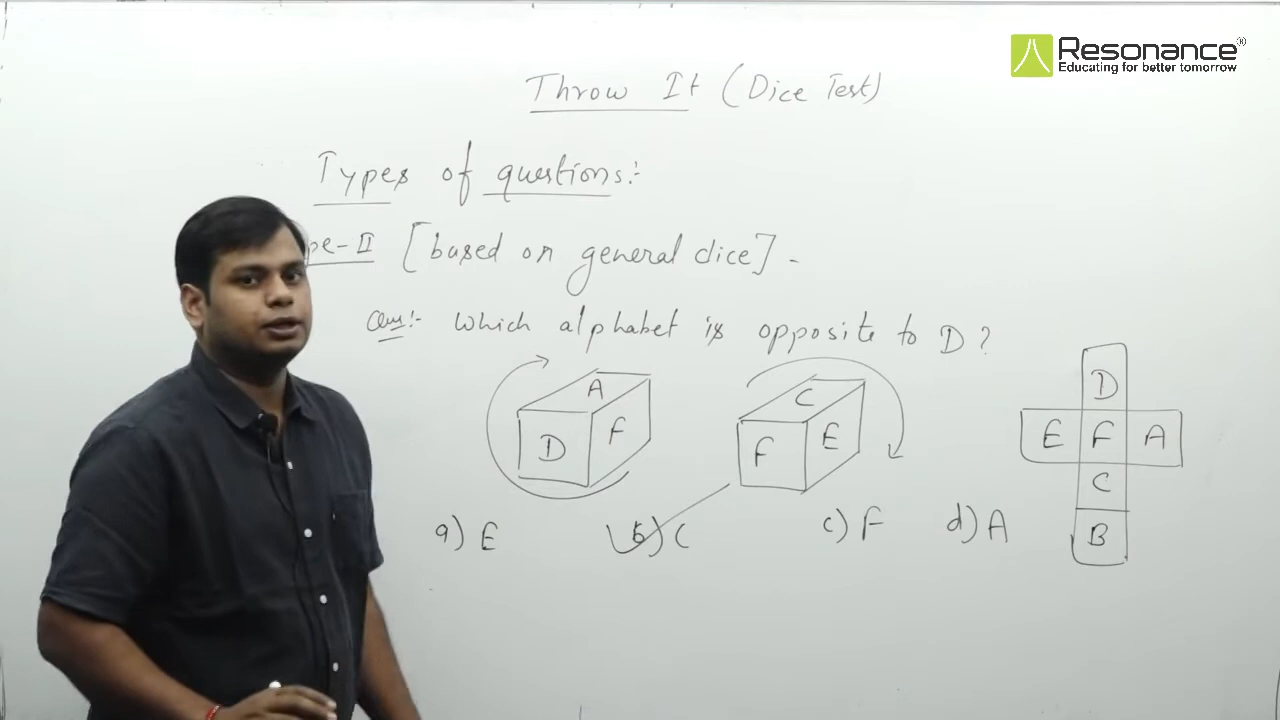 Resonance®
Educating for better tomorrow
Throw It (Dice Test)
Types of questions:-
pe-II [based on general dice] -
Ques:- Which alphabet is opposite to D?
A
D F
C
F E
D
E F A
C
B
a) E b) C c) F d) A